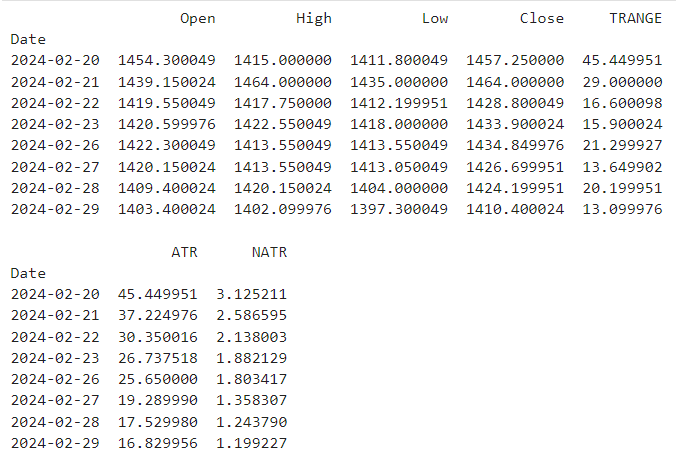 Open High Low Close TRANGE
Date
2024-02-20 1454.300049 1415.000000 1411.800049 1457.250000 45.449951
2024-02-21 1439.150024 1464.000000 1435.000000 1464.000000 29.000000
2024-02-22 1419.550049 1417.750000 1412.199951 1428.800049 16.600098
2024-02-23 1420.599976 1422.550049 1418.000000 1433.900024 15.900024
2024-02-26 1422.300049 1413.550049 1413.550049 1434.849976 21.299927
2024-02-27 1420.150024 1413.550049 1413.050049 1426.699951 13.649902
2024-02-28 1409.400024 1420.150024 1404.000000 1424.199951 20.199951
2024-02-29 1403.400024 1402.099976 1397.300049 1410.400024 13.099976
ATR NATR
Date
2024-02-20 45.449951 3.125211
2024-02-21 37.224976 2.586595
2024-02-22 30.350016 2.138003
2024-02-23 26.737518 1.882129
2024-02-26 25.650000 1.803417
2024-02-27 19.289990 1.358307
2024-02-28 17.529980 1.243790
2024-02-29 16.829956 1.199227